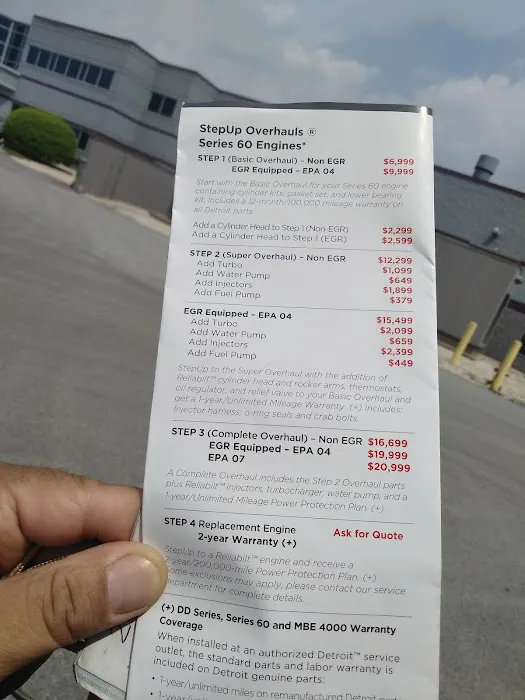 StepUp Overhauls ®
Series 60 Engines*
STEP 1 (Basic Overhaul) – Non EGR $6,999
EGR Equipped – EPA 04 $9,999
Start with the Basic Overhaul for your Series 60 engine
containing cylinder kits, gasket set, and lower bearing
kit. Includes a 12-month/100,000 mileage warranty on
all Detroit parts.
Add a Cylinder Head to Step 1 (Non-EGR) $2,299
Add a Cylinder Head to Step 1 (EGR) $2,599
STEP 2 (Super Overhaul) – Non EGR $12,299
Add Turbo $1,099
Add Water Pump $649
Add Injectors $1,899
Add Fuel Pump $379
EGR Equipped – EPA 04 $15,499
Add Turbo $2,099
Add Water Pump $659
Add Injectors $2,399
Add Fuel Pump $449
StepUp to the Super Overhaul with the addition of
Reliabilt™ cylinder head and rocker arms, thermostats,
oil regulator, and relief valve to your Basic Overhaul and
get a 1-year/Unlimited Mileage Warranty. (+) Includes:
Injector harness, o-ring seals and crab bolts.
STEP 3 (Complete Overhaul) – Non EGR $16,699
EGR Equipped – EPA 04 $19,999
EPA 07 $20,999
A Complete Overhaul includes the Step 2 Overhaul parts
plus Reliabilt™ injectors, turbocharger, water pump, and a
1-year/Unlimited Mileage Power Protection Plan. (+)
STEP 4 Replacement Engine Ask for Quote
2-year Warranty (+)
StepUp to a Reliabilt™ engine and receive a
2-year/200,000-mile Power Protection Plan. (+)
Some exclusions may apply, please contact our service
department for complete details.
(+) DD Series, Series 60 and MBE 4000 Warranty
Coverage
When installed at an authorized Detroit™ service
outlet, the standard parts and labor warranty is
included on Detroit genuine parts:
• 1-year/unlimited miles on remanufactured Detroit
• 1-year/